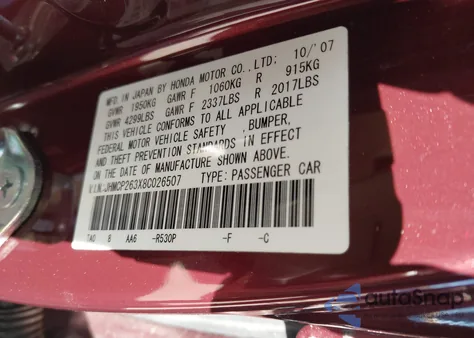 MFD. IN JAPAN BY HONDA MOTOR CO., LTD: 10/'07
GVWR 1950KG GAWR F 1060KG R 915KG
GVWR 4299LBS GAWR F 2337LBS R 2017LBS
THIS VEHICLE CONFORMS TO ALL APPLICABLE
FEDERAL MOTOR VEHICLE SAFETY , BUMPER,
AND THEFT PREVENTION STANDARDS IN EFFECT
ON THE DATE OF MANUFACTURE SHOWN ABOVE.
V.I.N:JHMCP263X8C026507 TYPE: PASSENGER CAR
TA0 8 AA6 -R530P -F -C
autoSnap